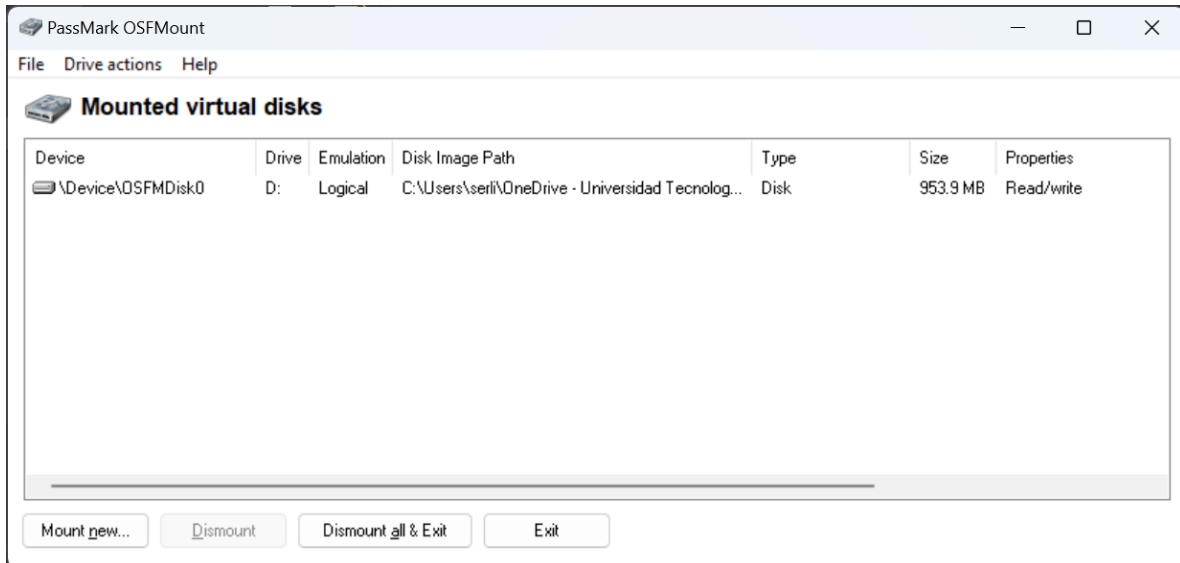 PassMark OSFMount
File Drive actions Help
Mounted virtual disks
Device Drive Emulation Disk Image Path Type Size Properties
\Device\OSFMDisk0 D: Logical C:\Users\serli\OneDrive - Universidad Tecnolog... Disk 953.9 MB Read/write
Mount new... Dismount Dismount all & Exit Exit